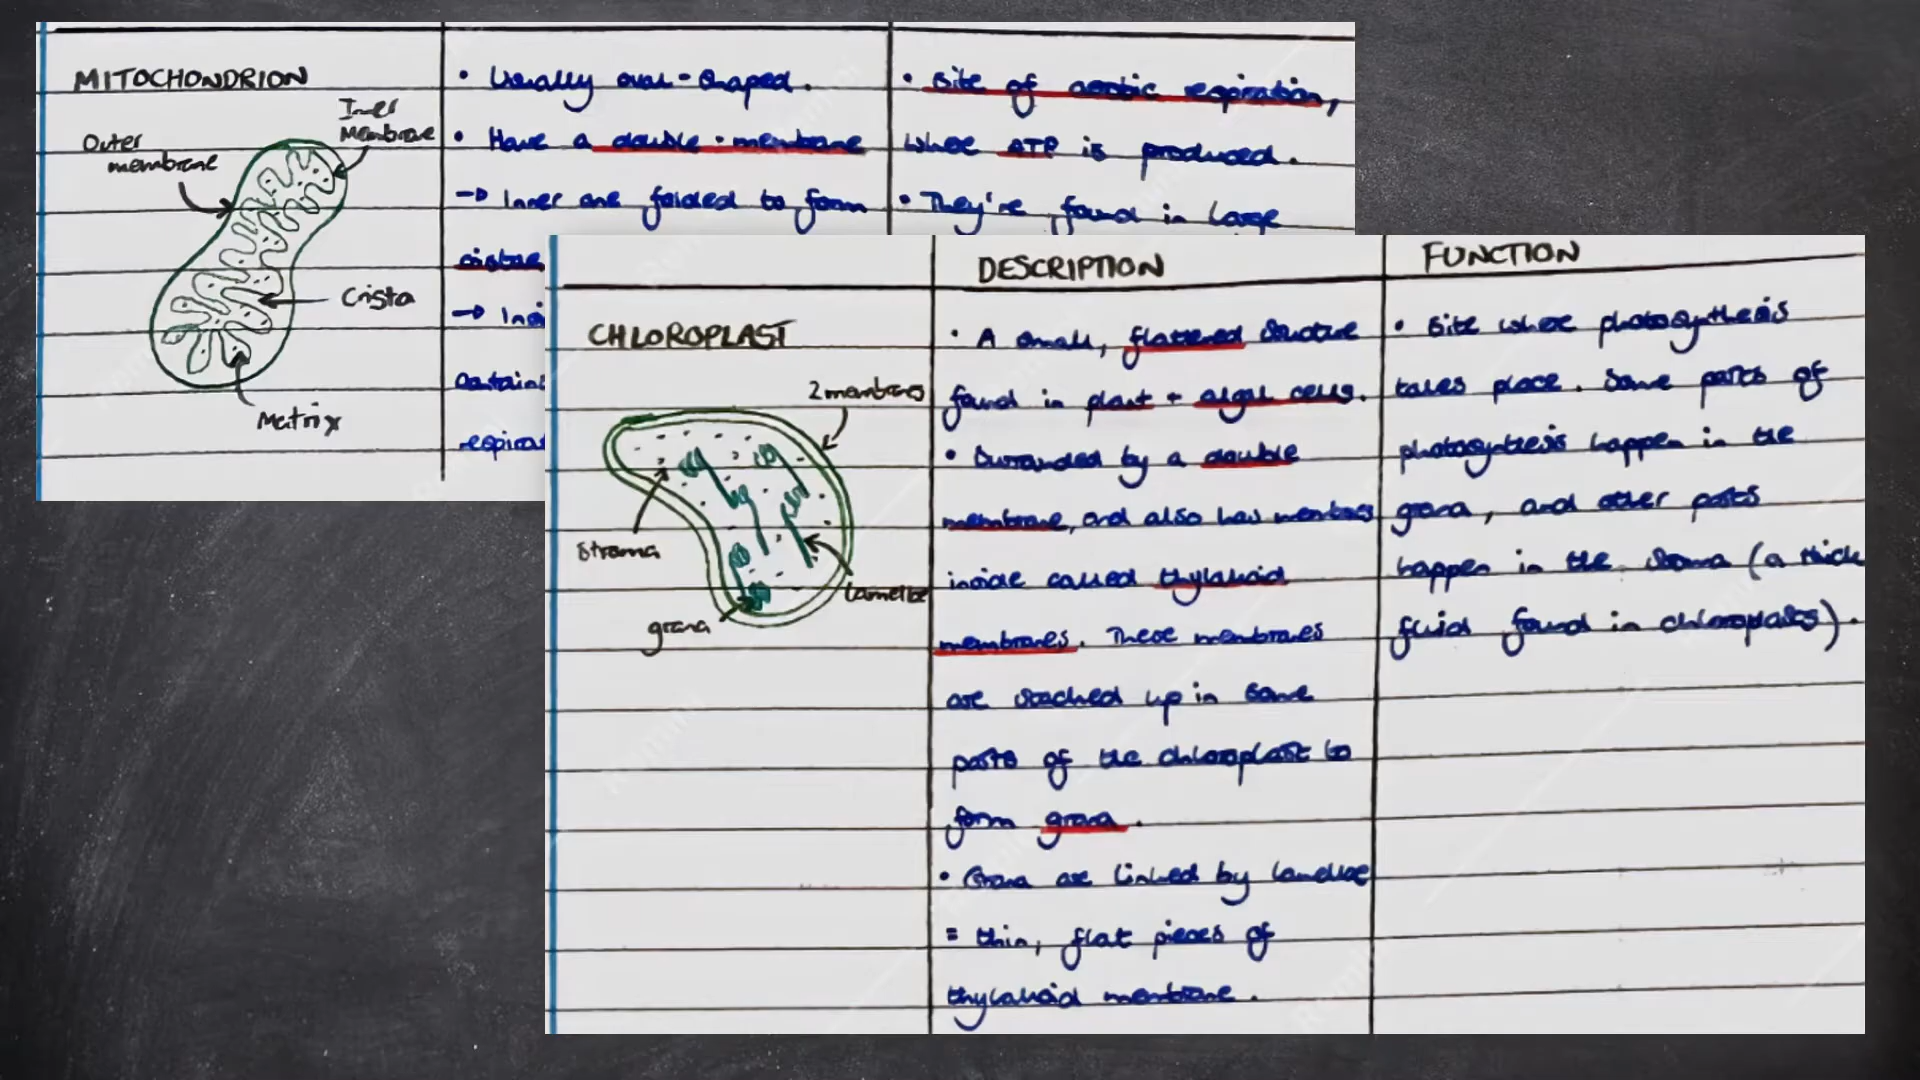 MITOCHONDRION
Outer
membrane
Inner
Membrane
Crista
Matrix
• Usually oval-shaped.
• Have a double-membrane
→ Inner are folded to form
cristae
→ Insi
contains
respirat
• Site of aerobic respiration,
where ATP is produced.
• They're found in large
DESCRIPTION
FUNCTION
CHLOROPLAST
2 membranes
stroma
lamellae
grana
• A small, flattened structure
found in plant + algal cells.
• Surrounded by a double
membrane, and also has membranes
inside called thylakoid
membranes. These membranes
are stacked up in some
parts of the chloroplast to
form grana.
• Grana are linked by lamellae
= thin, flat pieces of
thylakoid membrane.
• Site where photosynthesis
takes place. Some parts of
photosynthesis happen in the
grana, and other parts
happen in the stroma (a thick
fluid found in chloroplasts).